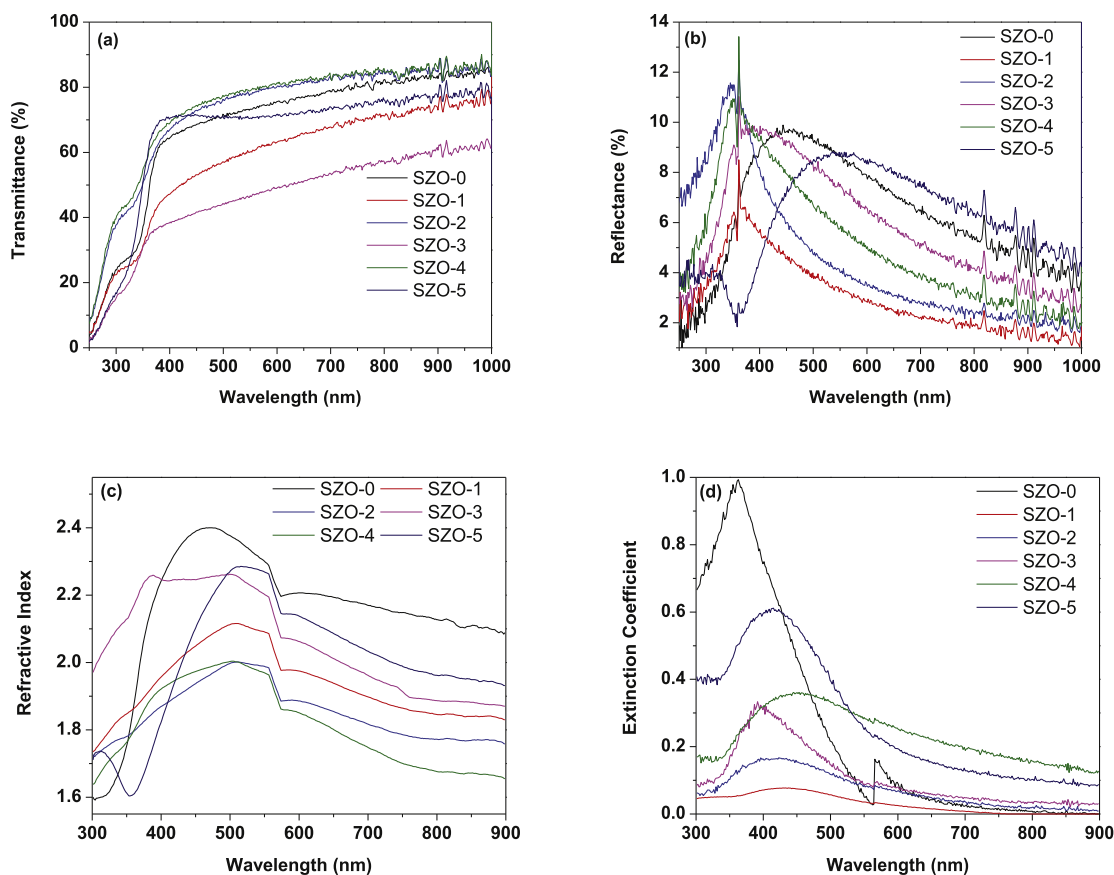 (a)
100
80
60
40
20
0
Transmittance (%)
SZO-0
SZO-1
SZO-2
SZO-3
SZO-4
SZO-5
300 400 500 600 700 800 900 1000
Wavelength (nm)
(b)
14
12
10
8
6
4
2
Reflectance (%)
SZO-0
SZO-1
SZO-2
SZO-3
SZO-4
SZO-5
300 400 500 600 700 800 900 1000
Wavelength (nm)
(c)
2.4
2.2
2.0
1.8
1.6
Refractive Index
SZO-0 SZO-1
SZO-2 SZO-3
SZO-4 SZO-5
300 400 500 600 700 800 900
Wavelength (nm)
(d)
1.0
0.8
0.6
0.4
0.2
0.0
Extinction Coefficient
SZO-0
SZO-1
SZO-2
SZO-3
SZO-4
SZO-5
300 400 500 600 700 800 900
Wavelength (nm)